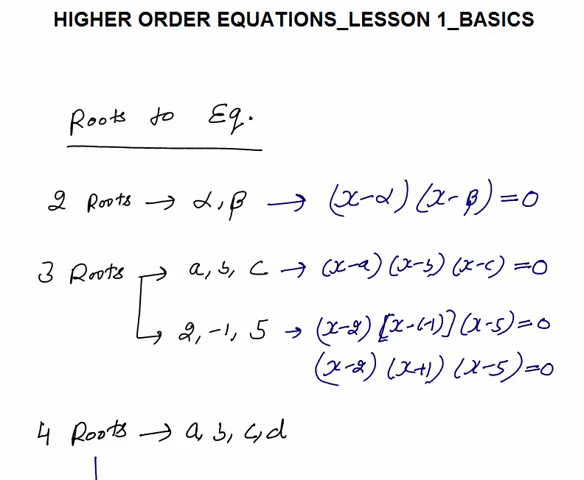 HIGHER ORDER EQUATIONS_LESSON 1_BASICS
Roots to Eq.
2 Roots → α, β → (x-α) (x-β) = 0
3 Roots → a, b, c → (x-a) (x-b) (x-c) = 0
→ 2, -1, 5 → (x-2) [x-(-1)] (x-5) = 0
(x-2) (x+1) (x-5) = 0
4 Roots → a, b, c, d